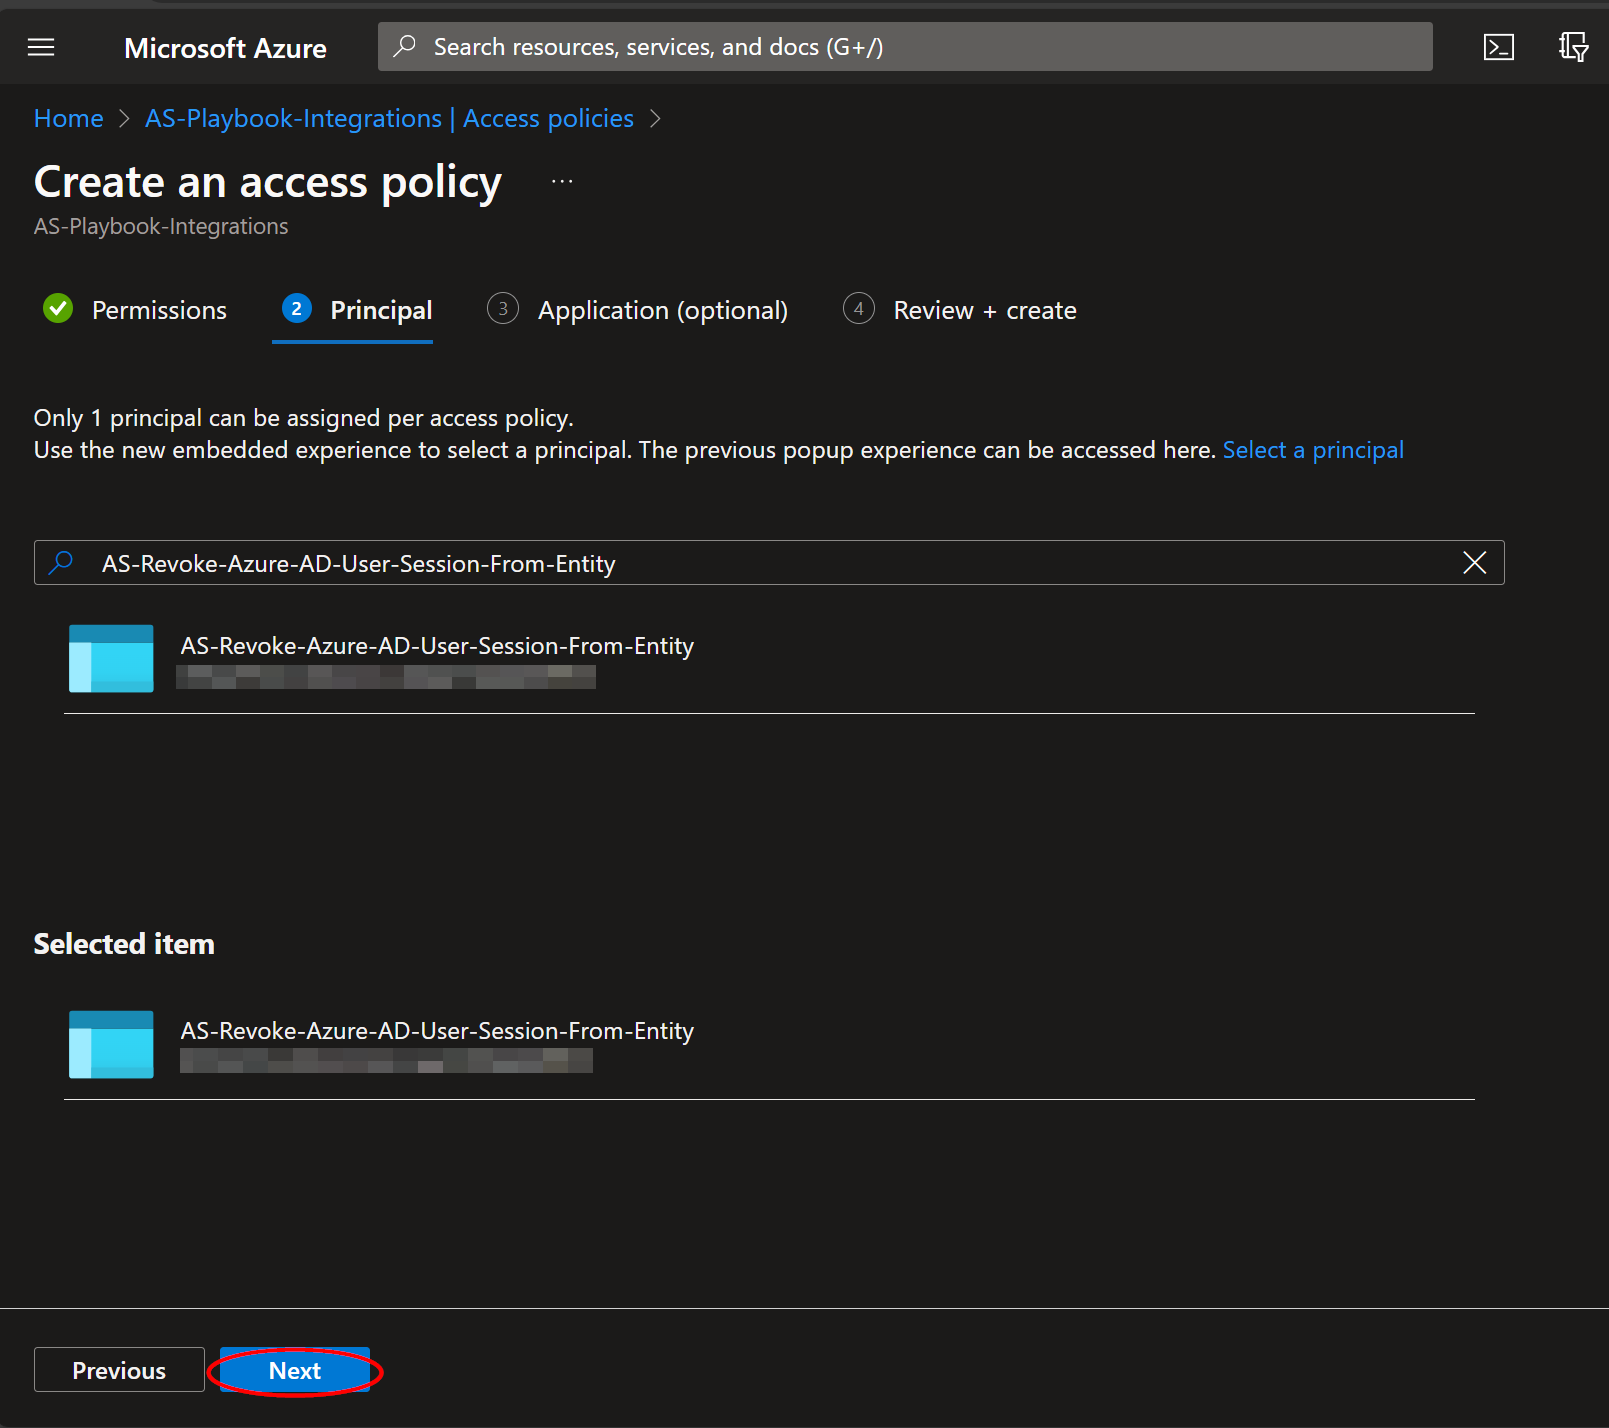 Microsoft Azure
Search resources, services, and docs (G+/)
Home > AS-Playbook-Integrations | Access policies >
Create an access policy ...
AS-Playbook-Integrations
Permissions 2 Principal 3 Application (optional) 4 Review + create
Only 1 principal can be assigned per access policy.
Use the new embedded experience to select a principal. The previous popup experience can be accessed here. Select a principal
AS-Revoke-Azure-AD-User-Session-From-Entity
AS-Revoke-Azure-AD-User-Session-From-Entity
Selected item
AS-Revoke-Azure-AD-User-Session-From-Entity
Previous Next